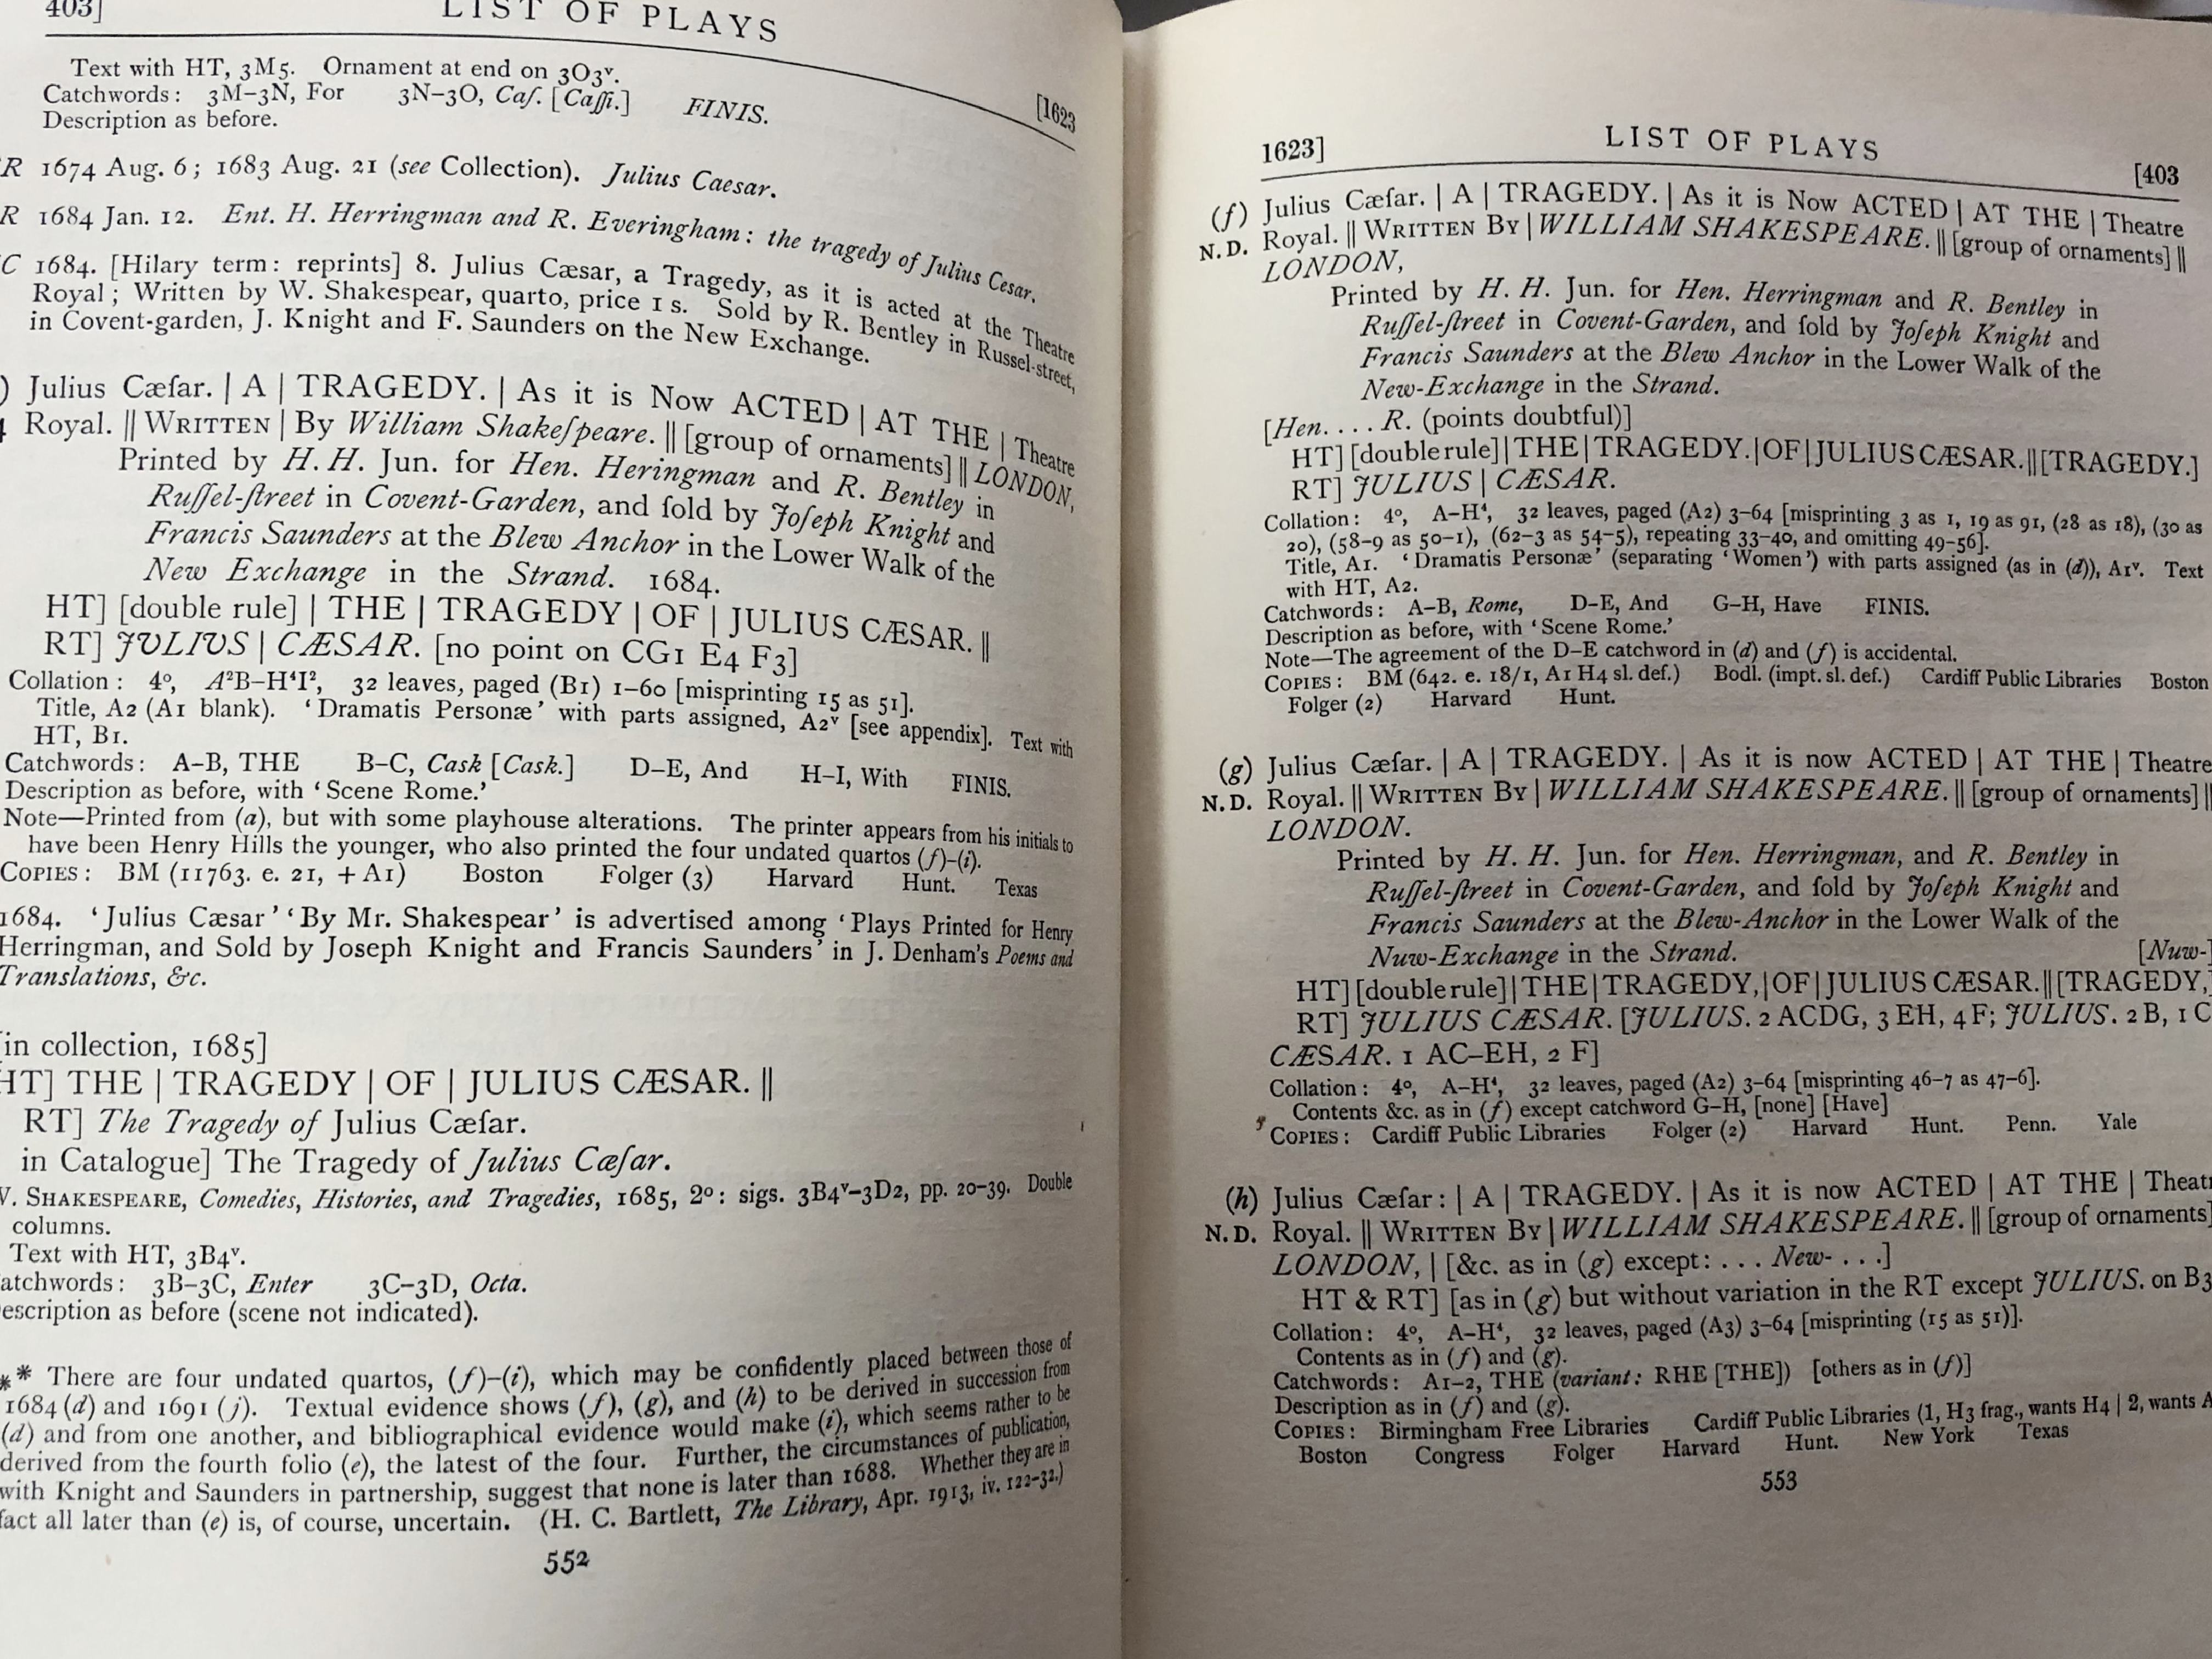 403]
LIST OF PLAYS
[1623
Text with HT, 3M5. Ornament at end on 3O3ᵛ.
Catchwords: 3M–3N, For 3N–3O, Caſ. [Caſſi.] FINIS.
Description as before.
R 1674 Aug. 6; 1683 Aug. 21 (see Collection). Julius Caesar.
R 1684 Jan. 12. Ent. H. Herringman and R. Everingham: the tragedy of Julius Cesar.
C 1684. [Hilary term: reprints] 8. Julius Cæsar, a Tragedy, as it is acted at the Theatre
Royal; Written by W. Shakespear, quarto, price 1 s. Sold by R. Bentley in Russel-street,
in Covent-garden, J. Knight and F. Saunders on the New Exchange.
) Julius Cæſar. | A | TRAGEDY. | As it is Now ACTED | AT THE | Theatre
4 Royal. || WRITTEN | By William Shakeſpeare. || [group of ornaments] || LONDON,
Printed by H. H. Jun. for Hen. Heringman and R. Bentley in
Ruſſel-ſtreet in Covent-Garden, and ſold by Joſeph Knight and
Francis Saunders at the Blew Anchor in the Lower Walk of the
New Exchange in the Strand. 1684.
HT] [double rule] | THE | TRAGEDY | OF | JULIUS CÆSAR. ||
RT] JULIUS | CÆSAR. [no point on CG1 E4 F3]
Collation: 4º, A²B–H⁴I², 32 leaves, paged (B1) 1–60 [misprinting 15 as 51].
Title, A2 (A1 blank). ‘Dramatis Personæ’ with parts assigned, A2ᵛ [see appendix]. Text with
HT, B1.
Catchwords: A–B, THE B–C, Cask [Cask.] D–E, And H–I, With FINIS.
Description as before, with ‘Scene Rome.’
Note—Printed from (a), but with some playhouse alterations. The printer appears from his initials to
have been Henry Hills the younger, who also printed the four undated quartos (f)–(i).
COPIES: BM (11763. e. 21, + A1) Boston Folger (3) Harvard Hunt. Texas
1684. ‘Julius Cæsar’ ‘By Mr. Shakespear’ is advertised among ‘Plays Printed for Henry
Herringman, and Sold by Joseph Knight and Francis Saunders’ in J. Denham's Poems and
Translations, &c.
[in collection, 1685]
HT] THE | TRAGEDY | OF | JULIUS CÆSAR. ||
RT] The Tragedy of Julius Cæſar.
in Catalogue] The Tragedy of Julius Cæſar.
W. SHAKESPEARE, Comedies, Histories, and Tragedies, 1685, 2º: sigs. 3B4ᵛ–3D2, pp. 20–39. Double
columns.
Text with HT, 3B4ᵛ.
atchwords: 3B–3C, Enter 3C–3D, Octa.
escription as before (scene not indicated).
** There are four undated quartos, (f)–(i), which may be confidently placed between those of
1684 (d) and 1691 (j). Textual evidence shows (f), (g), and (h) to be derived in succession from
(d) and from one another, and bibliographical evidence would make (i), which seems rather to be
derived from the fourth folio (e), the latest of the four. Further, the circumstances of publication,
with Knight and Saunders in partnership, suggest that none is later than 1688. Whether they are in
fact all later than (e) is, of course, uncertain. (H. C. Bartlett, The Library, Apr. 1913, iv. 122–32.)
552
1623]
LIST OF PLAYS
[403
(f) Julius Cæſar. | A | TRAGEDY. | As it is Now ACTED | AT THE | Theatre
N.D. Royal. || WRITTEN BY | WILLIAM SHAKESPEARE. || [group of ornaments] ||
LONDON,
Printed by H. H. Jun. for Hen. Herringman and R. Bentley in
Ruſſel-ſtreet in Covent-Garden, and ſold by Joſeph Knight and
Francis Saunders at the Blew Anchor in the Lower Walk of the
New-Exchange in the Strand.
[Hen. . . . R. (points doubtful)]
HT] [double rule] | THE | TRAGEDY. | OF | JULIUS CÆSAR. || [TRAGEDY.]
RT] JULIUS | CÆSAR.
Collation: 4º, A–H⁴, 32 leaves, paged (A2) 3–64 [misprinting 3 as 1, 19 as 91, (28 as 18), (30 as
20), (58–9 as 50–1), (62–3 as 54–5), repeating 33–40, and omitting 49–56].
Title, A1. ‘Dramatis Personæ’ (separating ‘Women’) with parts assigned (as in (d)), A1ᵛ. Text
with HT, A2.
Catchwords: A–B, Rome, D–E, And G–H, Have FINIS.
Description as before, with ‘Scene Rome.’
Note—The agreement of the D–E catchword in (d) and (f) is accidental.
COPIES: BM (642. e. 18/1, A1 H4 sl. def.) Bodl. (impt. sl. def.) Cardiff Public Libraries Boston
Folger (2) Harvard Hunt.
(g) Julius Cæſar. | A | TRAGEDY. | As it is now ACTED | AT THE | Theatre
N.D. Royal. || WRITTEN BY | WILLIAM SHAKESPEARE. || [group of ornaments] ||
LONDON.
Printed by H. H. Jun. for Hen. Herringman, and R. Bentley in
Ruſſel-ſtreet in Covent-Garden, and ſold by Joſeph Knight and
Francis Saunders at the Blew-Anchor in the Lower Walk of the
Nuw-Exchange in the Strand. [Nuw-]
HT] [double rule] | THE | TRAGEDY, | OF | JULIUS CÆSAR. || [TRAGEDY,]
RT] JULIUS CÆSAR. [JULIUS. 2 ACDG, 3 EH, 4 F; JULIUS. 2 B, 1 C
CÆSAR. 1 AC–EH, 2 F]
Collation: 4º, A–H⁴, 32 leaves, paged (A2) 3–64 [misprinting 46–7 as 47–6].
Contents &c. as in (f) except catchword G–H, [none] [Have]
COPIES: Cardiff Public Libraries Folger (2) Harvard Hunt. Penn. Yale
(h) Julius Cæſar: | A | TRAGEDY. | As it is now ACTED | AT THE | Theatr
N.D. Royal. || WRITTEN BY | WILLIAM SHAKESPEARE. || [group of ornaments]
LONDON, | [&c. as in (g) except: . . . New- . . .]
HT & RT] [as in (g) but without variation in the RT except JULIUS. on B3
Collation: 4º, A–H⁴, 32 leaves, paged (A3) 3–64 [misprinting (15 as 51)].
Contents as in (f) and (g).
Catchwords: A1–2, THE (variant: RHE [THE]) [others as in (f)]
Description as in (f) and (g).
COPIES: Birmingham Free Libraries Cardiff Public Libraries (1, H3 frag., wants H4 | 2, wants A
Boston Congress Folger Harvard Hunt. New York Texas
553